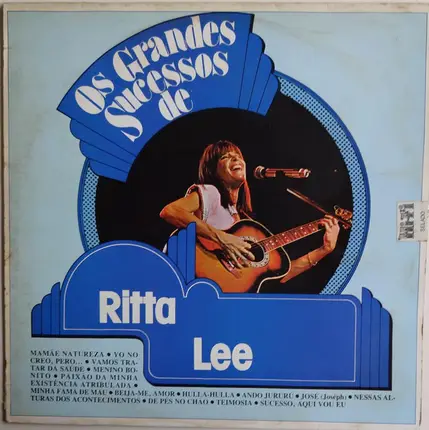 Os Grandes
Sucessos
de
Ritta
Lee
MAMÃE NATUREZA • YO NO
CREO, PERO... • VAMOS TRA-
TAR DA SAÚDE • MENINO BO-
NITO • PAIXÃO DA MINHA
EXISTÊNCIA ATRIBULADA •
MINHA FAMA DE MAU • BEIJA-ME, AMOR • HULLA-HULLA • ANDO JURURU • JOSÉ (Joséph) • NESSAS AL-
TURAS DOS ACONTECIMENTOS • DE PÉS NO CHÃO • TEIMOSIA • SUCESSO, AQUI VOU EU
SELADO